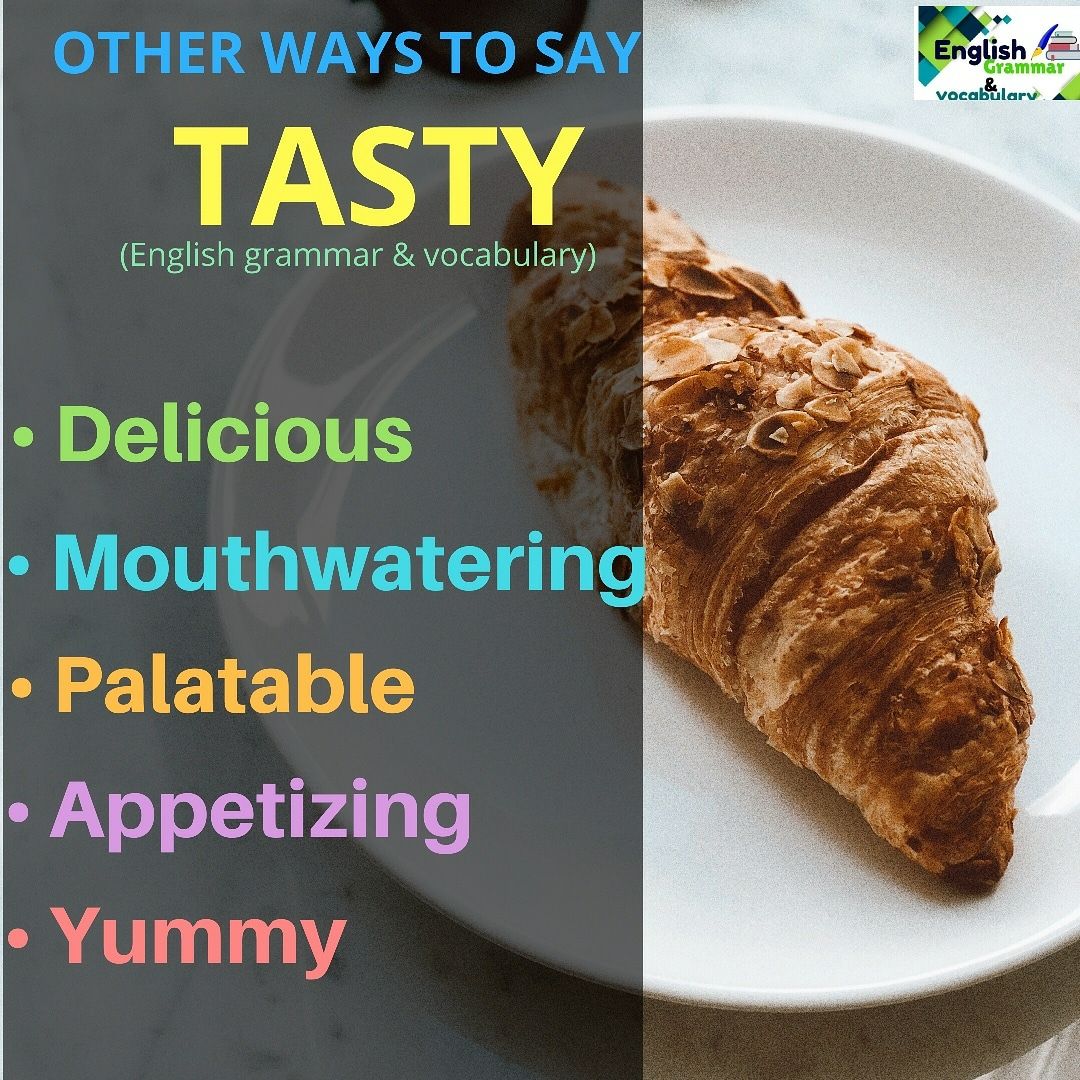 OTHER WAYS TO SAY
TASTY
(English grammar & vocabulary)
• Delicious
• Mouthwatering
• Palatable
• Appetizing
• Yummy
English
Grammar
&
vocabulary